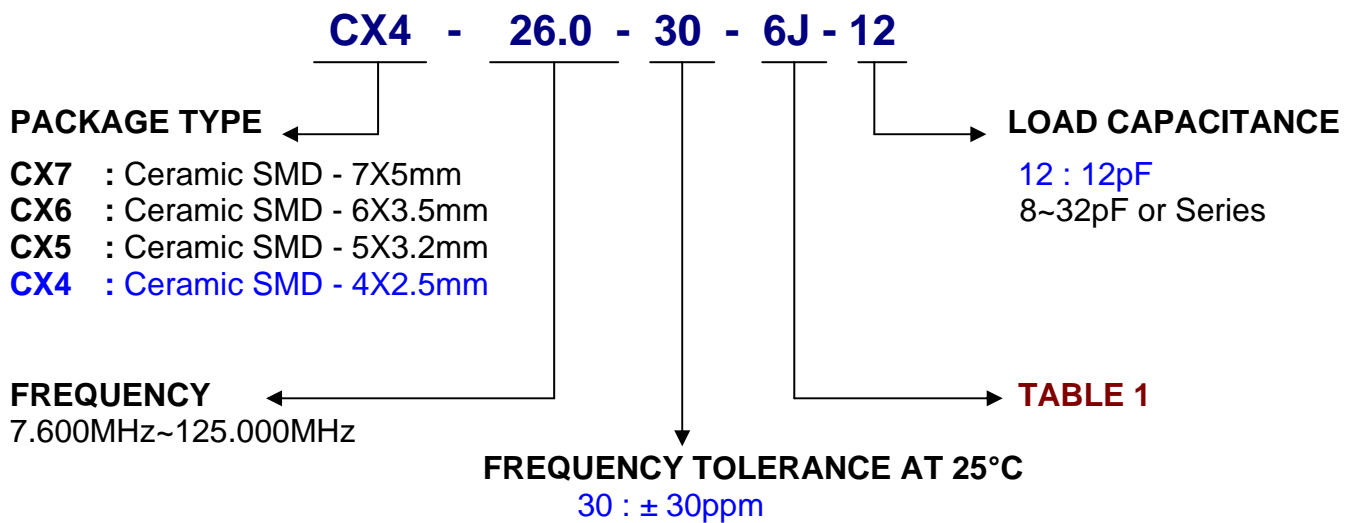 CX4 - 26.0 - 30 - 6J - 12
PACKAGE TYPE
CX7 : Ceramic SMD - 7X5mm
CX6 : Ceramic SMD - 6X3.5mm
CX5 : Ceramic SMD - 5X3.2mm
CX4 : Ceramic SMD - 4X2.5mm
LOAD CAPACITANCE
12 : 12pF
8~32pF or Series
FREQUENCY
7.600MHz~125.000MHz
TABLE 1
FREQUENCY TOLERANCE AT 25°C
30 : ± 30ppm